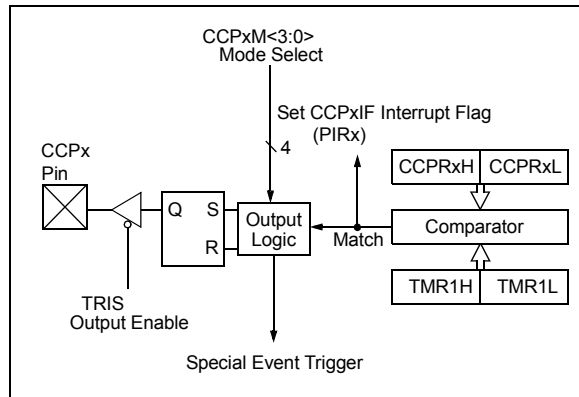 CCPxM<3:0>
Mode Select
Set CCPxIF Interrupt Flag
(PIRx)
4
CCPx
Pin
CCPRxH CCPRxL
Q S Output
Logic
R
Comparator
Match
TMR1H TMR1L
TRIS
Output Enable
Special Event Trigger